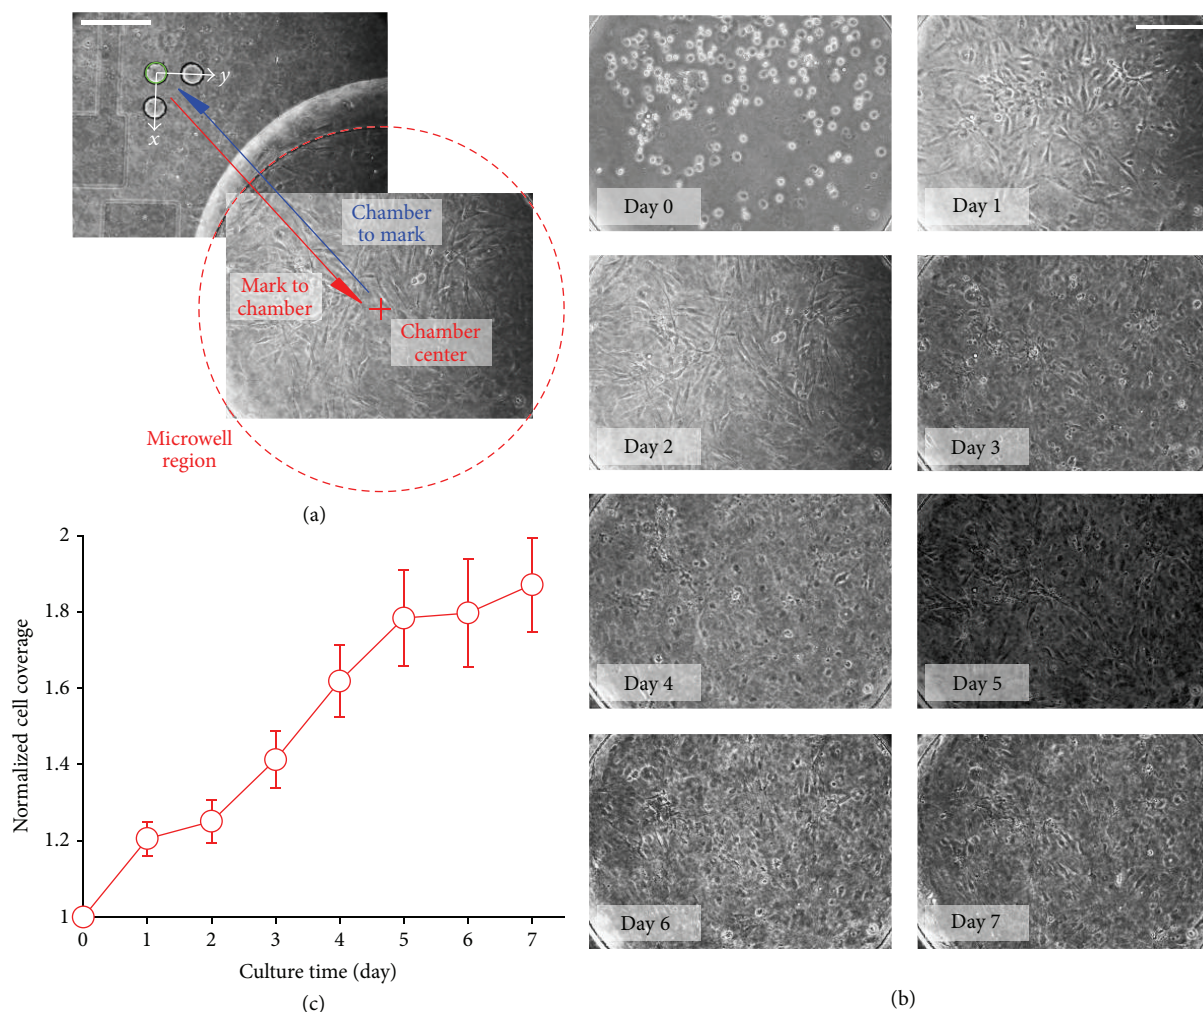 y
x
Chamber
to mark
Mark to
chamber
Chamber
center
Microwell
region
(a)
Day 0
Day 1
Day 2
Day 3
Day 4
Day 5
Day 6
Day 7
(b)
Normalized cell coverage
2
1.8
1.6
1.4
1.2
1
0 1 2 3 4 5 6 7
Culture time (day)
(c)